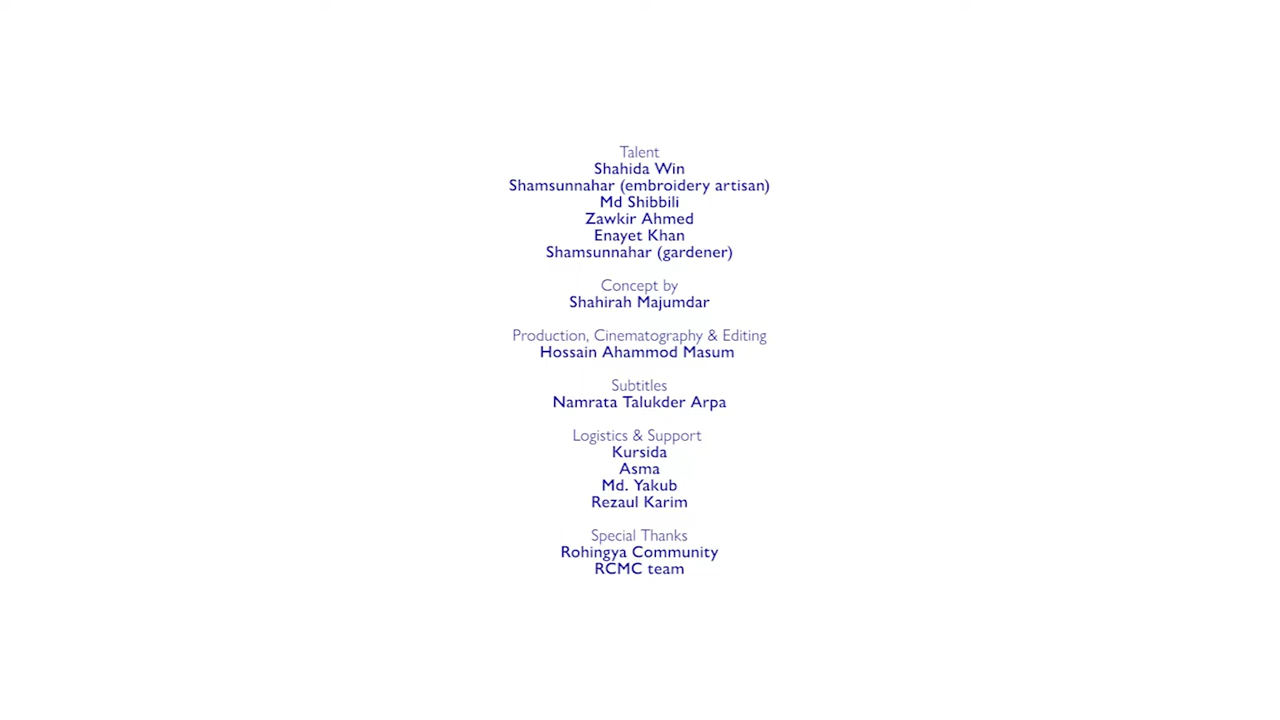 Talent
Shahida Win
Shamsunnahar (embroidery artisan)
Md Shibbili
Zawkir Ahmed
Enayet Khan
Shamsunnahar (gardener)
Concept by
Shahirah Majumdar
Production, Cinematography & Editing
Hossain Ahammod Masum
Subtitles
Namrata Talukder Arpa
Logistics & Support
Kursida
Asma
Md. Yakub
Rezaul Karim
Special Thanks
Rohingya Community
RCMC team